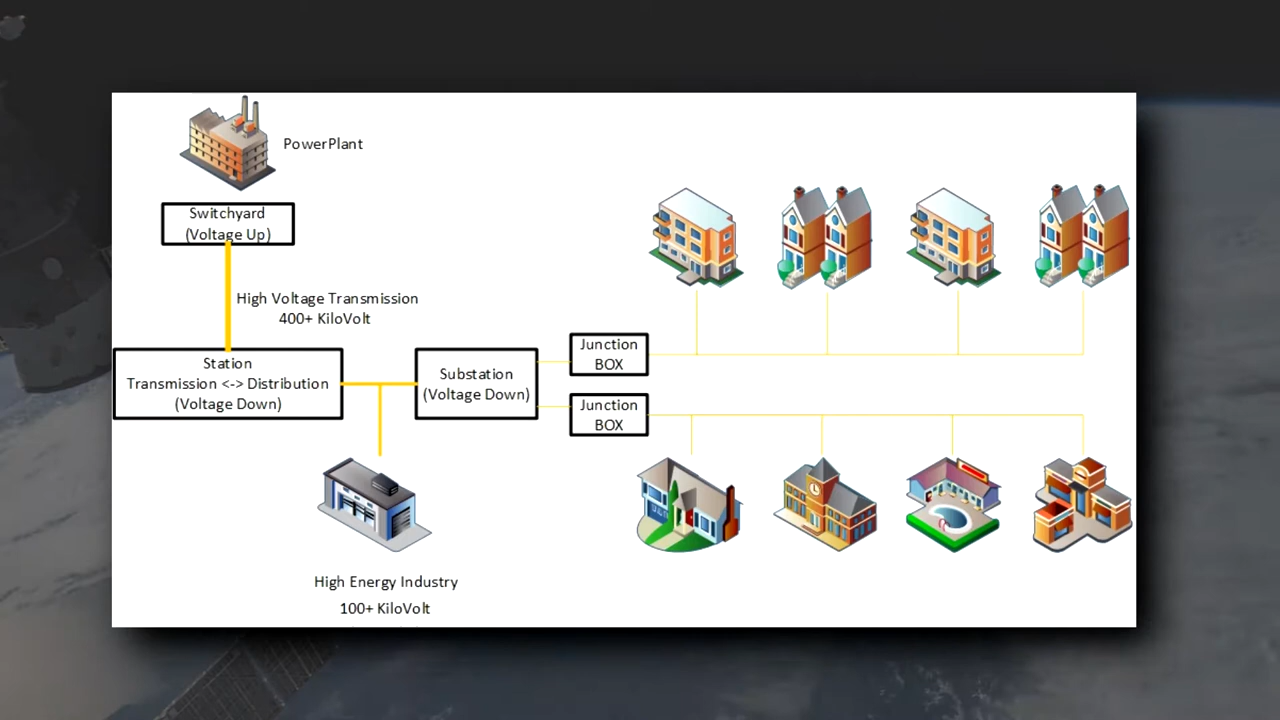 PowerPlant
Switchyard
(Voltage Up)
High Voltage Transmission
400+ KiloVolt
Station
Transmission <-> Distribution
(Voltage Down)
Substation
(Voltage Down)
Junction
BOX
Junction
BOX
High Energy Industry
100+ KiloVolt